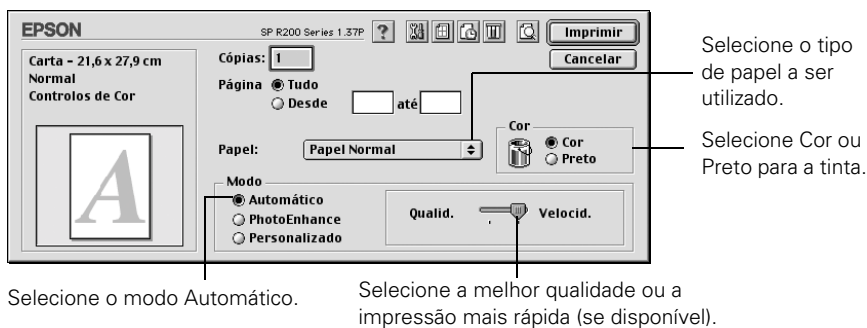 EPSON
SP R200 Series 1.37P
?
Imprimir
Carta - 21,6 x 27,9 cm
Normal
Controlos de Cor
Cópias: 1
Cancelar
Página Tudo
Desde até
Papel: Papel Normal
Cor
Cor
Preto
A
Modo
Automático
PhotoEnhance
Personalizado
Qualid. Velocid.
Selecione o tipo
de papel a ser
utilizado.
Selecione Cor ou
Preto para a tinta.
Selecione o modo Automático.
Selecione a melhor qualidade ou a
impressão mais rápida (se disponível).